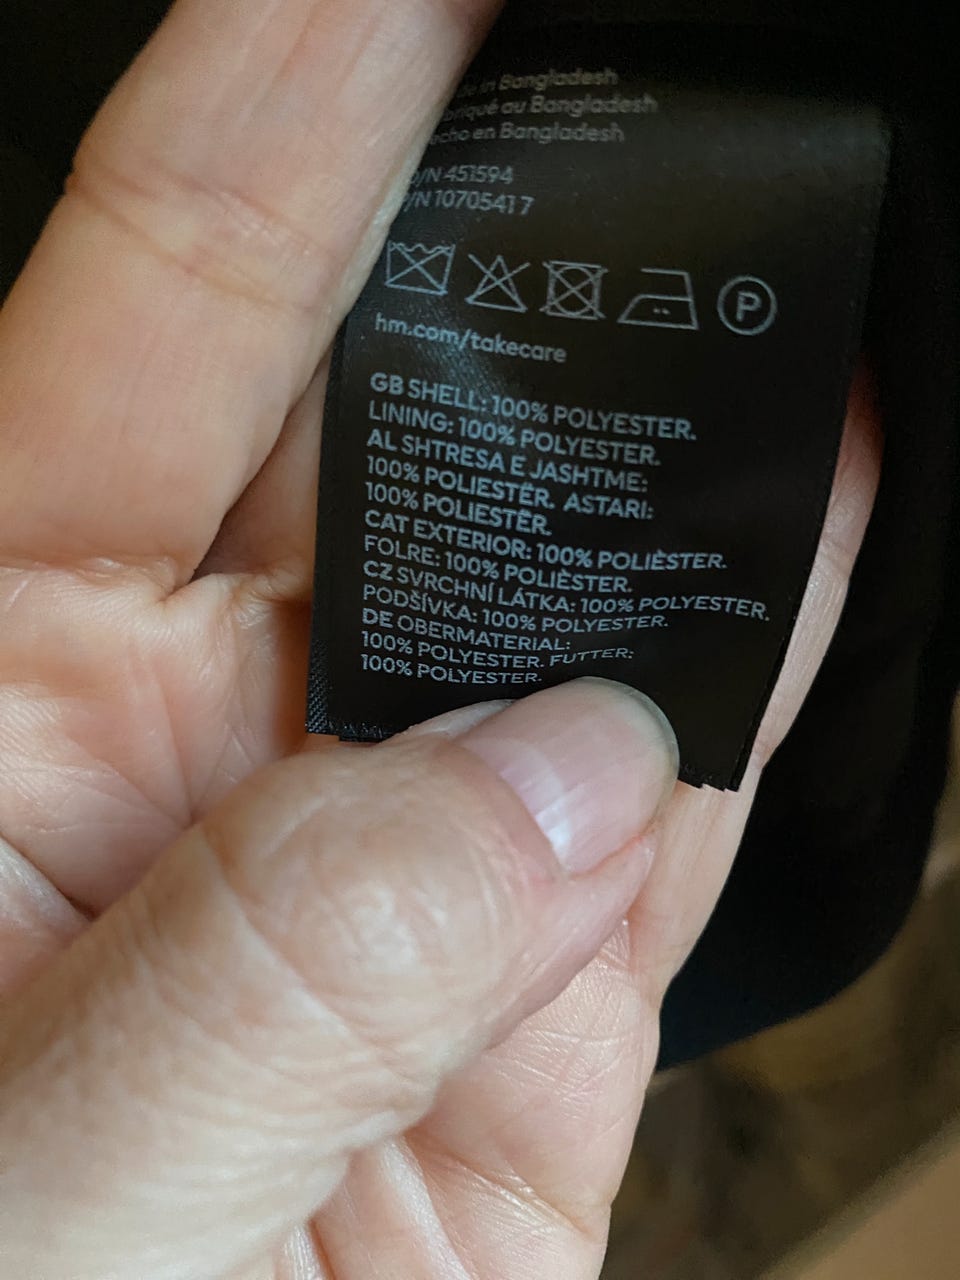 in Bangladesh
au Bangladesh
en Bangladesh
451594
10705417
P
hm.com/takecare
GB SHELL: 100% POLYESTER.
LINING: 100% POLYESTER.
AL SHTRESA E JASHTME:
100% POLIESTËR. ASTARI:
100% POLIESTËR.
CAT EXTERIOR: 100% POLIÈSTER.
FOLRE: 100% POLIÈSTER.
CZ SVRCHNÍ LÁTKA: 100% POLYESTER.
PODŠÍVKA: 100% POLYESTER.
DE OBERMATERIAL:
100% POLYESTER. FUTTER:
100% POLYESTER.